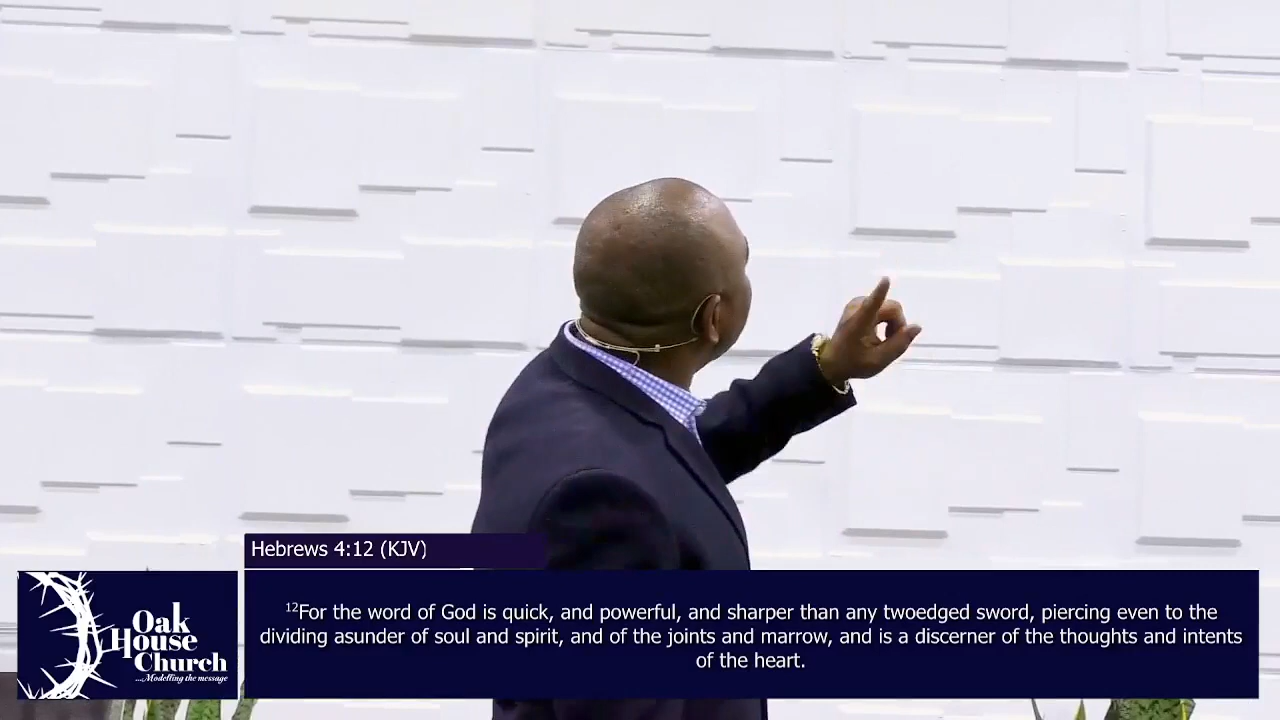 Hebrews 4:12 (KJV)
12For the word of God is quick, and powerful, and sharper than any twoedged sword, piercing even to the
dividing asunder of soul and spirit, and of the joints and marrow, and is a discerner of the thoughts and intents
of the heart.
Oak
House
Church
...Modelling the message